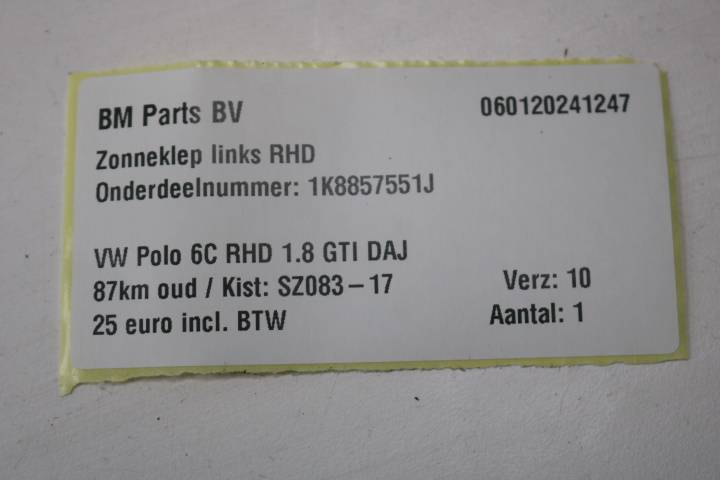 BM Parts BV 060120241247
Zonneklep links RHD
Onderdeelnummer: 1K8857551J
VW Polo 6C RHD 1.8 GTI DAJ
87km oud / Kist: SZ083-17 Verz: 10
25 euro incl. BTW Aantal: 1